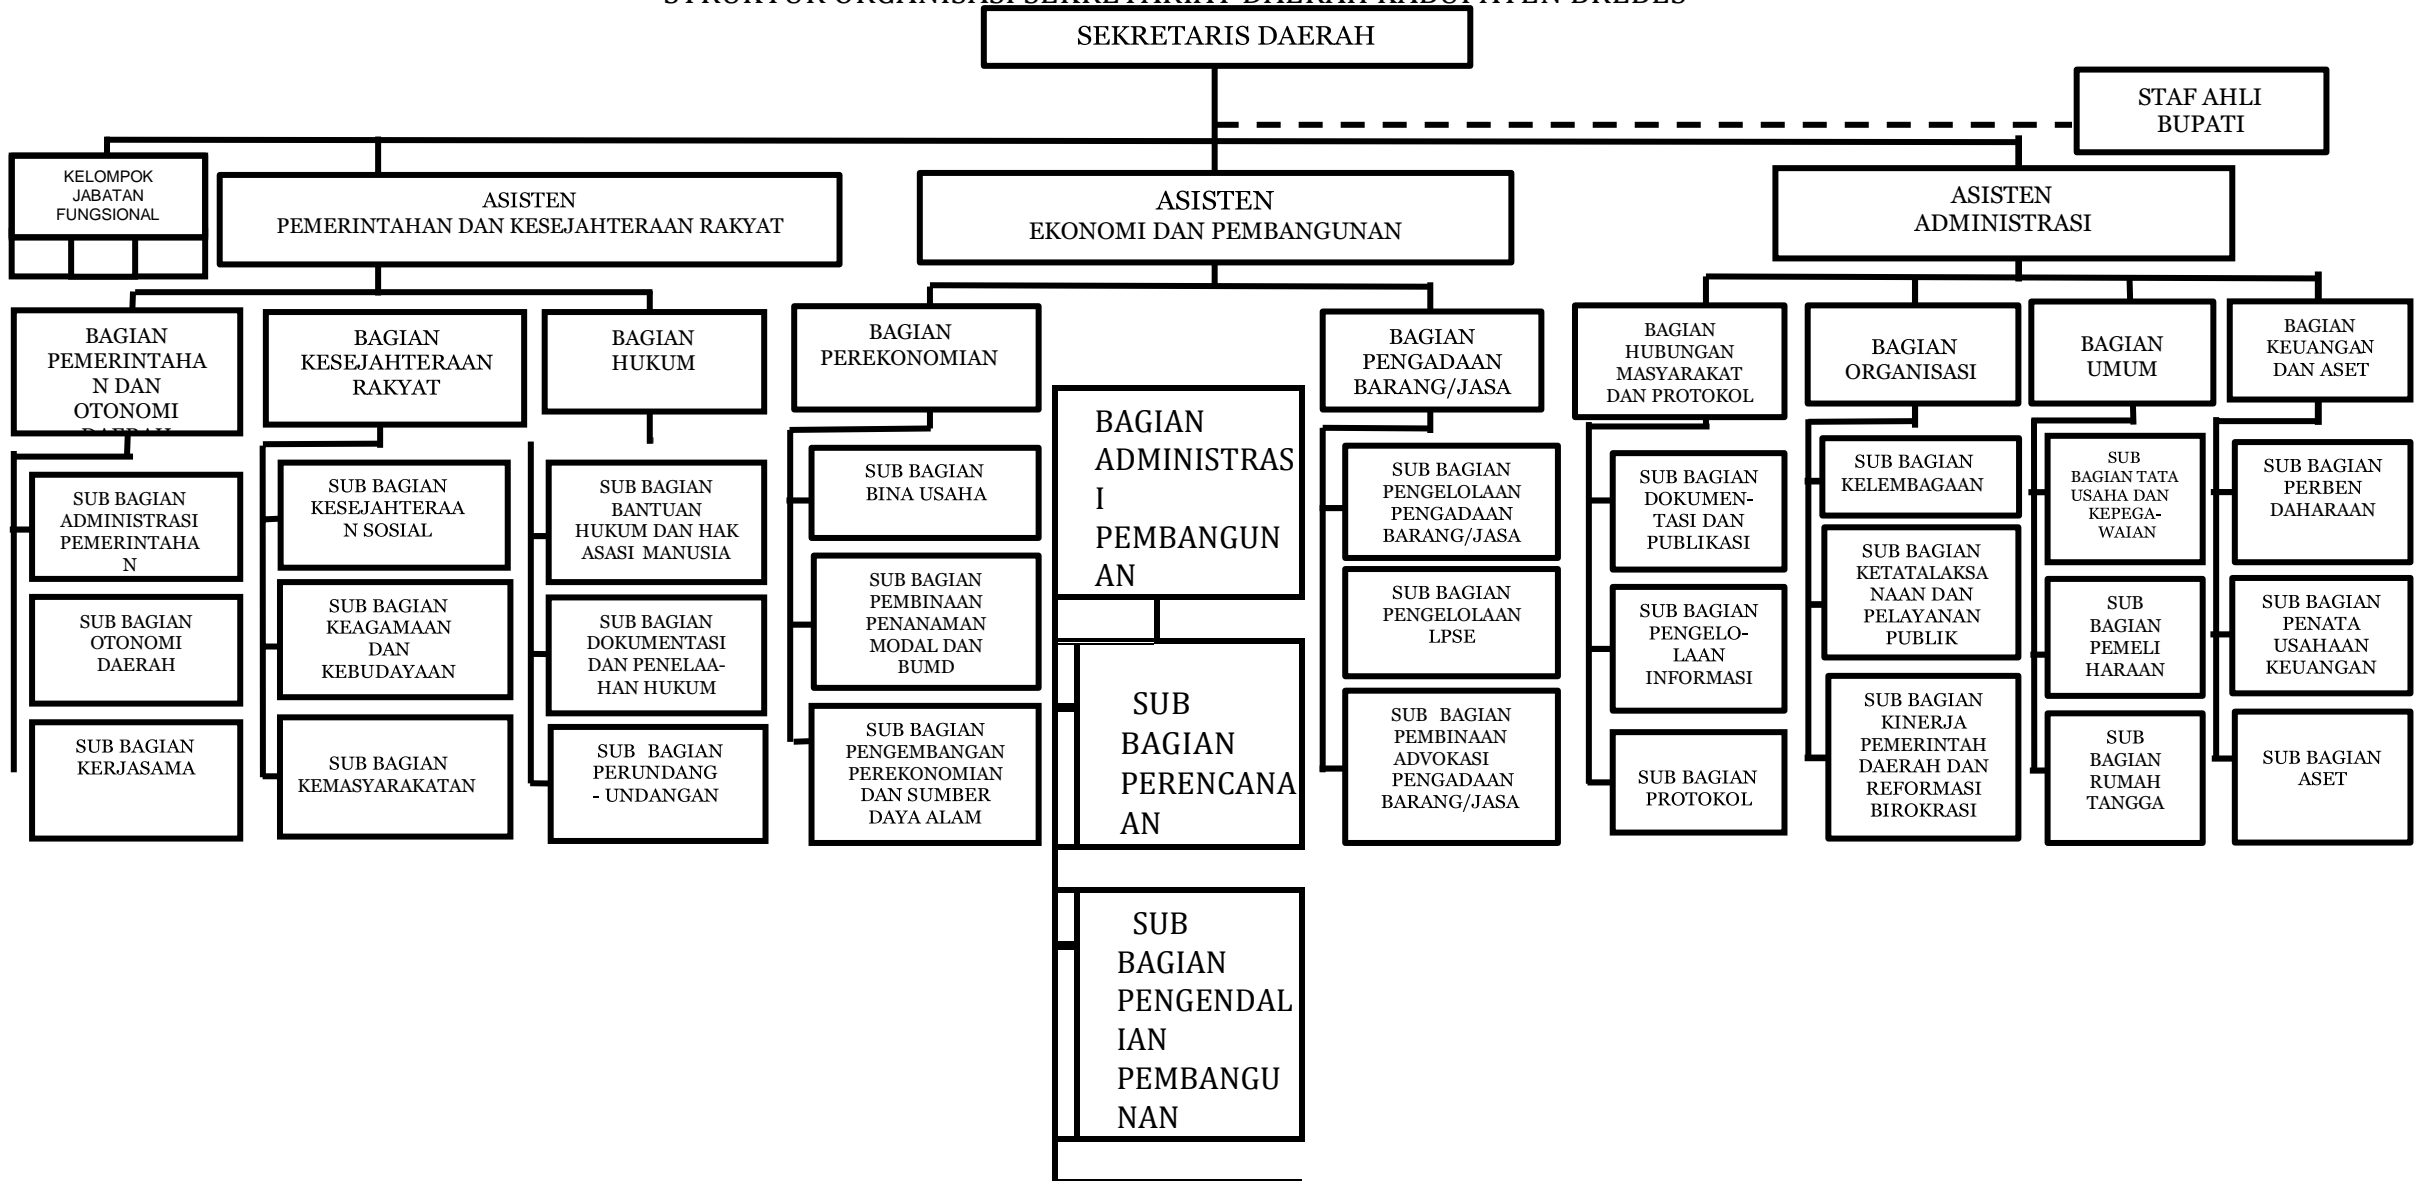 STRUKTUR ORGANISASI SEKRETARIAT DAERAH KABUPATEN BREBES
SEKRETARIS DAERAH
STAF AHLI
BUPATI
KELOMPOK
JABATAN
FUNGSIONAL
ASISTEN
PEMERINTAHAN DAN KESEJAHTERAAN RAKYAT
ASISTEN
EKONOMI DAN PEMBANGUNAN
ASISTEN
ADMINISTRASI
BAGIAN
PEMERINTAHA
N DAN
OTONOMI
DAERAH
BAGIAN
KESEJAHTERAAN
RAKYAT
BAGIAN
HUKUM
BAGIAN
PEREKONOMIAN
BAGIAN
ADMINISTRAS
I
PEMBANGUN
AN
BAGIAN
PENGADAAN
BARANG/JASA
BAGIAN
HUBUNGAN
MASYARAKAT
DAN PROTOKOL
BAGIAN
ORGANISASI
BAGIAN
UMUM
BAGIAN
KEUANGAN
DAN ASET
SUB BAGIAN
ADMINISTRASI
PEMERINTAHA
N
SUB BAGIAN
OTONOMI
DAERAH
SUB BAGIAN
KERJASAMA
SUB BAGIAN
KESEJAHTERAA
N SOSIAL
SUB BAGIAN
KEAGAMAAN
DAN
KEBUDAYAAN
SUB BAGIAN
KEMASYARAKATAN
SUB BAGIAN
BANTUAN
HUKUM DAN HAK
ASASI MANUSIA
SUB BAGIAN
DOKUMENTASI
DAN PENELAA-
HAN HUKUM
SUB BAGIAN
PERUNDANG
- UNDANGAN
SUB BAGIAN
BINA USAHA
SUB BAGIAN
PEMBINAAN
PENANAMAN
MODAL DAN
BUMD
SUB BAGIAN
PENGEMBANGAN
PEREKONOMIAN
DAN SUMBER
DAYA ALAM
SUB
BAGIAN
PERENCANA
AN
SUB
BAGIAN
PENGENDAL
IAN
PEMBANGU
NAN
SUB BAGIAN
PENGELOLAAN
PENGADAAN
BARANG/JASA
SUB BAGIAN
PENGELOLAAN
LPSE
SUB BAGIAN
PEMBINAAN
ADVOKASI
PENGADAAN
BARANG/JASA
SUB BAGIAN
DOKUMEN-
TASI DAN
PUBLIKASI
SUB BAGIAN
PENGELO-
LAAN
INFORMASI
SUB BAGIAN
PROTOKOL
SUB BAGIAN
KELEMBAGAAN
SUB BAGIAN
KETATALAKSA
NAAN DAN
PELAYANAN
PUBLIK
SUB BAGIAN
KINERJA
PEMERINTAH
DAERAH DAN
REFORMASI
BIROKRASI
SUB
BAGIAN TATA
USAHA DAN
KEPEGA-
WAIAN
SUB
BAGIAN
PEMELI
HARAAN
SUB
BAGIAN
RUMAH
TANGGA
SUB BAGIAN
PERBEN
DAHARAAN
SUB BAGIAN
PENATA
USAHAAN
KEUANGAN
SUB BAGIAN
ASET